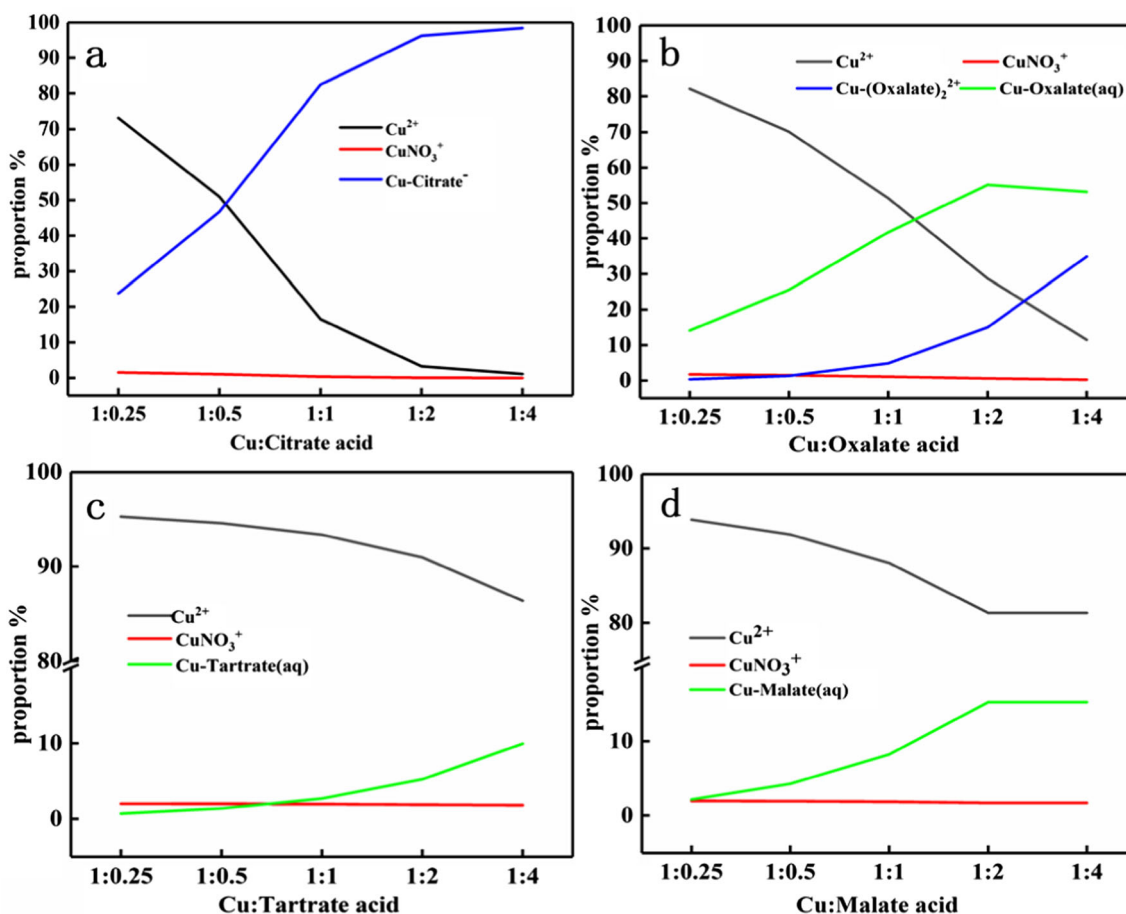 a
100
90
80
70
60
50
40
30
20
10
0
proportion %
Cu²⁺
CuNO₃⁺
Cu-Citrate⁻
1:0.25 1:0.5 1:1 1:2 1:4
Cu:Citrate acid
b
100
90
80
70
60
50
40
30
20
10
0
proportion %
Cu²⁺ CuNO₃⁺
Cu-(Oxalate)₂²⁺ Cu-Oxalate(aq)
1:0.25 1:0.5 1:1 1:2 1:4
Cu:Oxalate acid
c
100
90
80
10
0
proportion %
Cu²⁺
CuNO₃⁺
Cu-Tartrate(aq)
1:0.25 1:0.5 1:1 1:2 1:4
Cu:Tartrate acid
d
100
90
80
10
0
proportion %
Cu²⁺
CuNO₃⁺
Cu-Malate(aq)
1:0.25 1:0.5 1:1 1:2 1:4
Cu:Malate acid